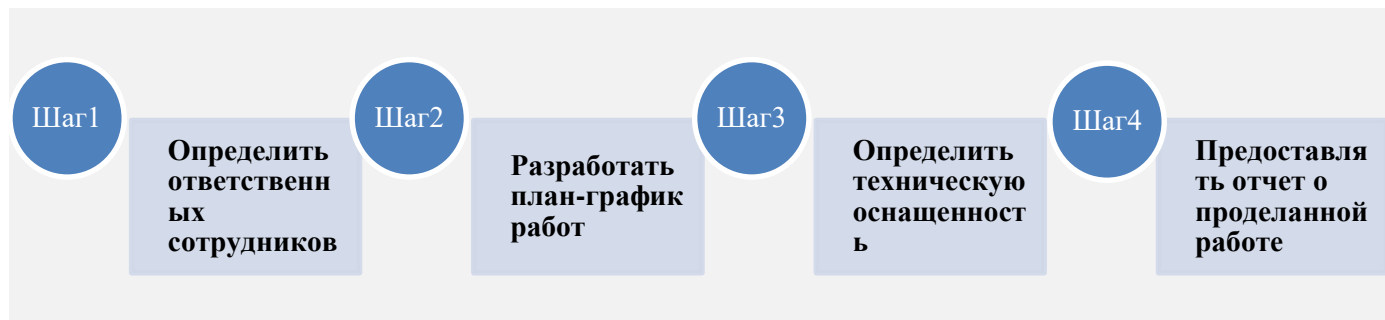 Шаг1
Определить
ответственн
ых
сотрудников
Шаг2
Разработать
план-график
работ
Шаг3
Определить
техническую
оснащенност
ь
Шаг4
Предоставля
ть отчет о
проделанной
работе